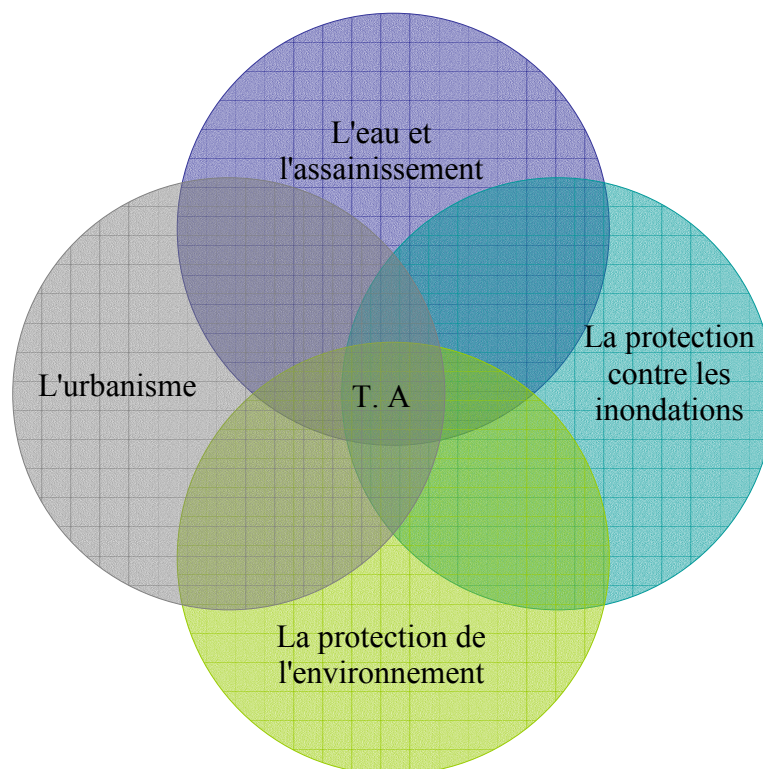 L'eau et
l'assainissement
L'urbanisme
T. A
La protection
contre les
inondations
La protection de
l'environnement